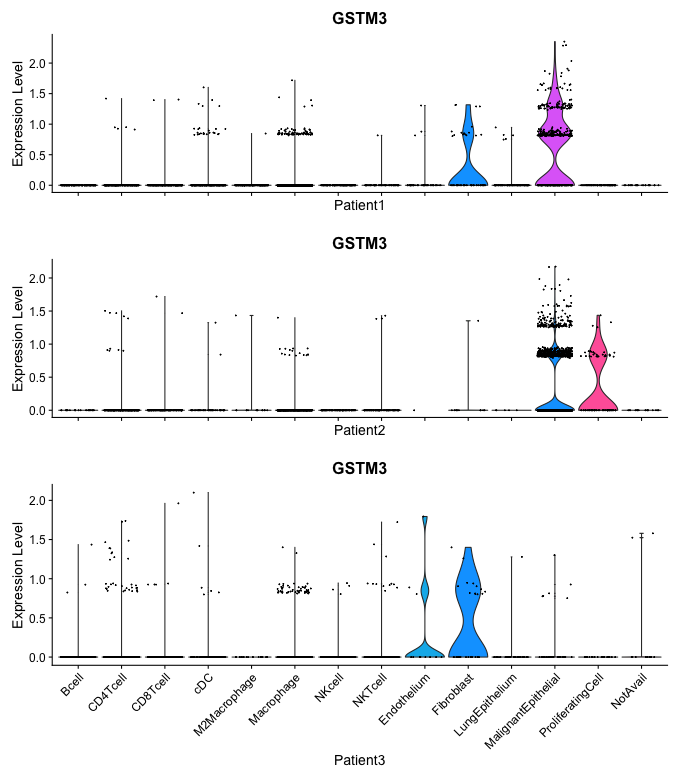 GSTM3
Expression Level
2.0
1.5
1.0
0.5
0.0
Patient1
GSTM3
Expression Level
2.0
1.5
1.0
0.5
0.0
Patient2
GSTM3
Expression Level
2.0
1.5
1.0
0.5
0.0
Bcell
CD4Tcell
CD8Tcell
cDC
M2Macrophage
Macrophage
NKcell
NKTcell
Endothelium
Fibroblast
LungEpithelium
MalignantEpithelial
ProliferatingCell
NotAvail
Patient3